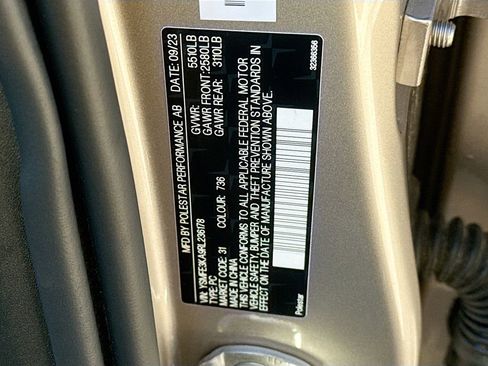 MFD BY POLESTAR PERFORMANCE AB DATE: 09/23
GVWR: 5510LB
GAWR FRONT:2580LB
GAWR REAR: 3110LB
VIN: YSMFE3KA9RL236178
TYPE: PC
MARKET CODE: 31 COLOUR: 736
MADE IN CHINA
THIS VEHICLE CONFORMS TO ALL APPLICABLE FEDERAL MOTOR
VEHICLE SAFETY, BUMPER AND THEFT PREVENTION STANDARDS IN
EFFECT ON THE DATE OF MANUFACTURE SHOWN ABOVE.
Polestar 32366356